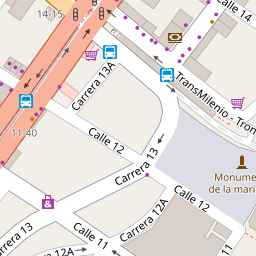 14-15
Calle 14
Carrera 13A
TransMilenio - Tron
11-40
Calle 12
Carrera 13
Monume
de la mari
Carrera 13
Carrera 12A
Calle 12
Calle 11
Carrera 12A
11